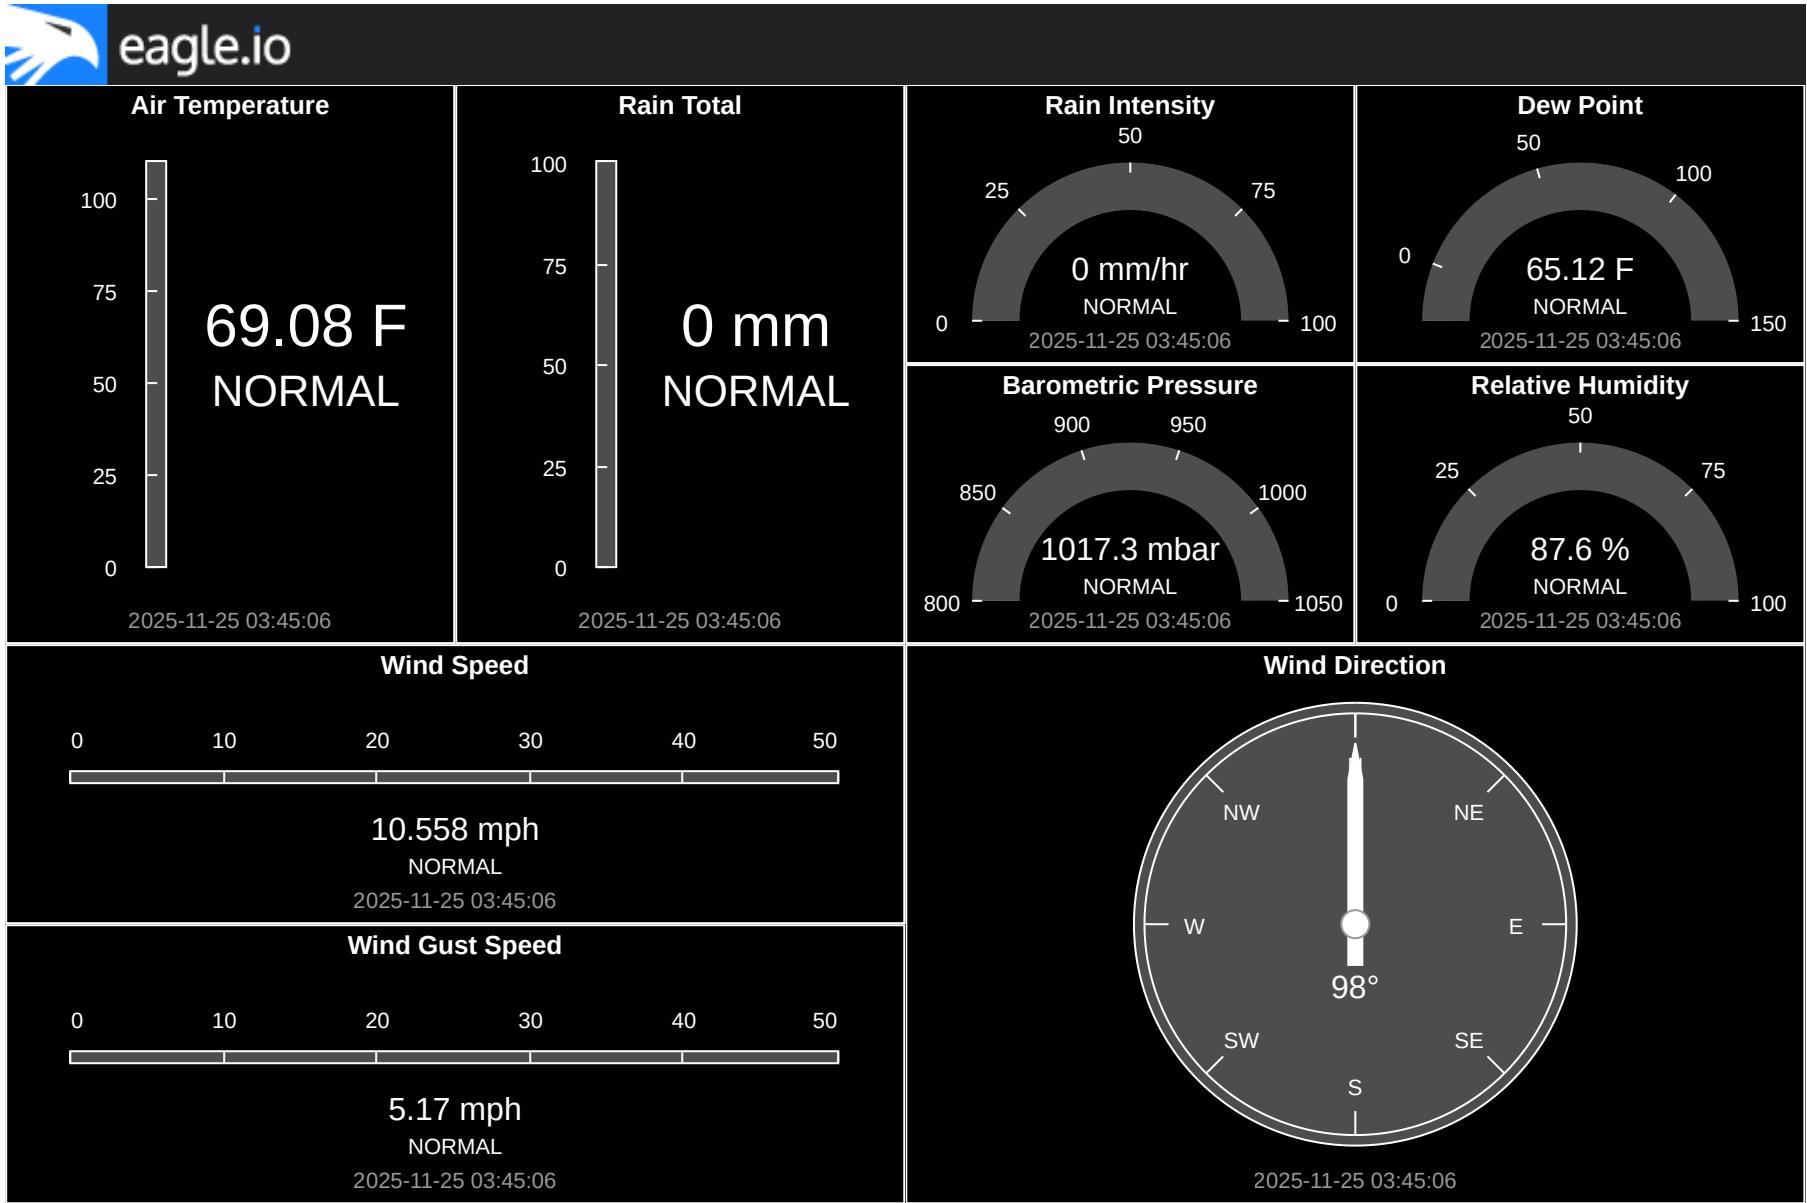 eagle.io
Air Temperature
100
75
50
25
0
69.08 F
NORMAL
2025-11-25 03:45:06
Rain Total
100
75
50
25
0
0 mm
NORMAL
2025-11-25 03:45:06
Rain Intensity
50
25
75
0
100
0 mm/hr
NORMAL
2025-11-25 03:45:06
Dew Point
50
100
0
150
65.12 F
NORMAL
2025-11-25 03:45:06
Barometric Pressure
900
950
850
1000
800
1050
1017.3 mbar
NORMAL
2025-11-25 03:45:06
Relative Humidity
50
25
75
0
100
87.6 %
NORMAL
2025-11-25 03:45:06
Wind Speed
0 10 20 30 40 50
10.558 mph
NORMAL
2025-11-25 03:45:06
Wind Gust Speed
0 10 20 30 40 50
5.17 mph
NORMAL
2025-11-25 03:45:06
Wind Direction
NW NE
W E
98°
SW SE
S
2025-11-25 03:45:06